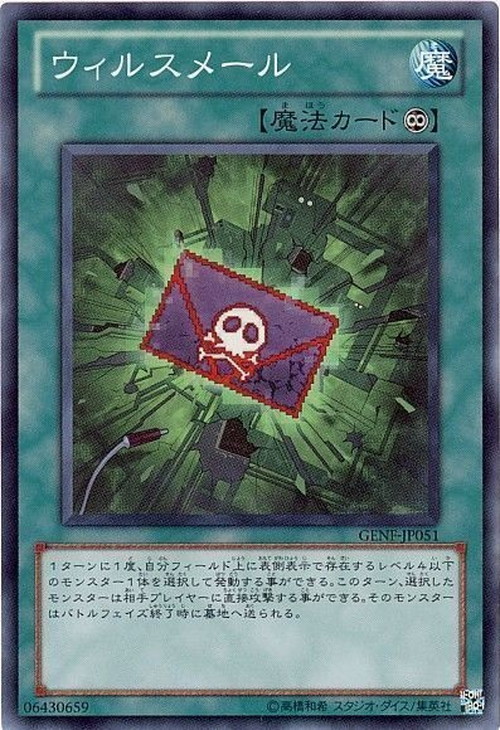 ウィルスメール
魔
まほう
【魔法カード∞】
GENF-JP051
1ターンに1度、自分フィールド上に表側表示で存在するレベル4以下
のモンスター1体を選択して発動する事ができる。このターン、選択した
モンスターは相手プレイヤーに直接攻撃する事ができる。そのモンスター
はバトルフェイズ終了時に墓地へ送られる。
06430659
©高橋和希 スタジオ・ダイス/集英社